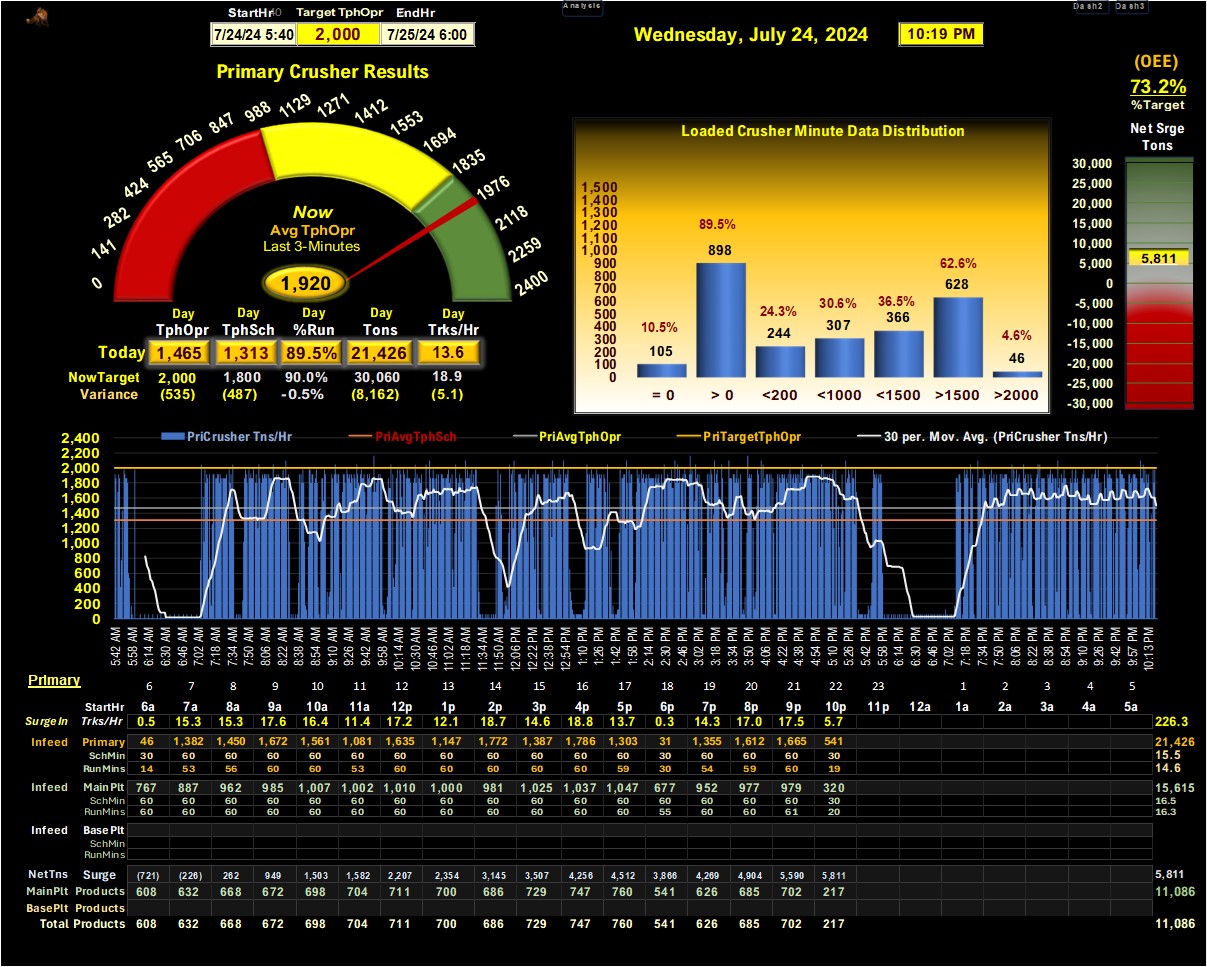 StartHr Target TphOpr EndHr
Analysis
Dash2 Dash3
7/24/24 5:40 2,000 7/25/24 6:00
Wednesday, July 24, 2024 10:19 PM
Primary Crusher Results
(OEE)
73.2%
%Target
Net Srge
Tons
0 141 282 424 565 706 847 988 1129 1271 1412 1553 1694 1835 1976 2118 2259 2400
Now
Avg TphOpr
Last 3-Minutes
1,920
Day Day Day Day Day
TphOpr TphSch %Run Tons Trks/Hr
Today 1,465 1,313 89.5% 21,426 13.6
NowTarget 2,000 1,800 90.0% 30,060 18.9
Variance (535) (487) -0.5% (8,162) (5.1)
Loaded Crusher Minute Data Distribution
1,500
1,400
1,300
1,200
1,100
1,000
900
800
700
600
500
400
300
200
100
0
10.5% 89.5% 24.3% 30.6% 36.5% 62.6% 4.6%
105 898 244 307 366 628 46
= 0 > 0 <200 <1000 <1500 >1500 >2000
30,000
25,000
20,000
15,000
10,000
5,811
5,000
0
-5,000
-10,000
-15,000
-20,000
-25,000
-30,000
PriCrusher Tns/Hr PriAvgTphSch PriAvgTphOpr PriTargetTphOpr 30 per. Mov. Avg. (PriCrusher Tns/Hr)
2,400
2,200
2,000
1,800
1,600
1,400
1,200
1,000
800
600
400
200
0
5:42 AM 5:58 AM 6:14 AM 6:30 AM 6:46 AM 7:02 AM 7:18 AM 7:34 AM 7:50 AM 8:06 AM 8:22 AM 8:38 AM 8:54 AM 9:10 AM 9:26 AM 9:42 AM 9:58 AM 10:14 AM 10:30 AM 10:46 AM 11:02 AM 11:18 AM 11:34 AM 11:50 AM 12:06 PM 12:22 PM 12:38 PM 12:54 PM 1:10 PM 1:26 PM 1:42 PM 1:58 PM 2:14 PM 2:30 PM 2:46 PM 3:02 PM 3:18 PM 3:34 PM 3:50 PM 4:06 PM 4:22 PM 4:38 PM 4:54 PM 5:10 PM 5:26 PM 5:42 PM 5:58 PM 6:14 PM 6:30 PM 6:46 PM 7:02 PM 7:18 PM 7:34 PM 7:50 PM 8:06 PM 8:22 PM 8:38 PM 8:54 PM 9:10 PM 9:26 PM 9:42 PM 9:57 PM 10:13 PM
Primary
6 7 8 9 10 11 12 13 14 15 16 17 18 19 20 21 22 23 1 2 3 4 5
StartHr 6a 7a 8a 9a 10a 11a 12p 1p 2p 3p 4p 5p 6p 7p 8p 9p 10p 11p 12a 1a 2a 3a 4a 5a
SurgeIn Trks/Hr 0.5 15.3 15.3 17.6 16.4 11.4 17.2 12.1 18.7 14.6 18.8 13.7 0.3 14.3 17.0 17.5 5.7 226.3
Infeed Primary 46 1,382 1,450 1,672 1,561 1,081 1,635 1,147 1,772 1,387 1,786 1,303 31 1,355 1,612 1,665 541 21,426
SchMin 30 60 60 60 60 60 60 60 60 60 60 60 30 60 60 60 30 15.5
RunMins 14 53 56 60 60 53 60 60 60 60 60 59 30 54 59 60 19 14.6
Infeed MainPlt 767 887 962 985 1,007 1,002 1,010 1,000 981 1,025 1,037 1,047 677 952 977 979 320 15,615
SchMin 60 60 60 60 60 60 60 60 60 60 60 60 60 60 60 60 30 16.5
RunMins 60 60 60 60 60 60 60 60 60 60 60 60 55 60 60 61 20 16.3
Infeed Base Plt
SchMin
RunMins
NetTns Surge (721) (226) 262 949 1,503 1,582 2,207 2,354 3,145 3,507 4,256 4,512 3,866 4,269 4,904 5,590 5,811 5,811
MainPlt Products 608 632 668 672 698 704 711 700 686 729 747 760 541 626 685 702 217 11,086
BasePlt Products
Total Products 608 632 668 672 698 704 711 700 686 729 747 760 541 626 685 702 217 11,086